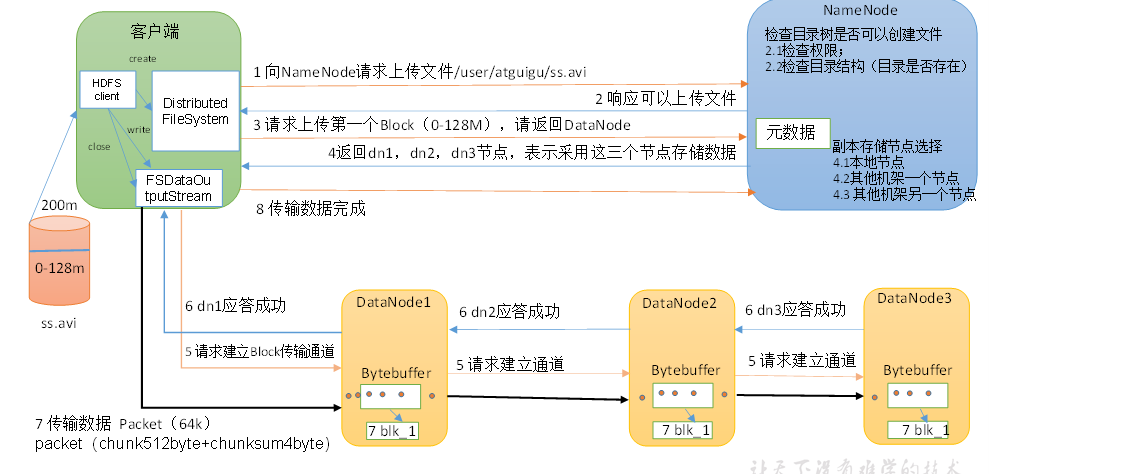 客户端
create
HDFS
client
Distributed
FileSystem
write
close
FSDataOu
tputStream
200m
0-128m
ss.avi
1 向NameNode请求上传文件/user/atguigu/ss.avi
2 响应可以上传文件
3 请求上传第一个Block（0-128M），请返回DataNode
4返回dn1，dn2，dn3节点，表示采用这三个节点存储数据
8 传输数据完成
NameNode
检查目录树是否可以创建文件
2.1检查权限；
2.2检查目录结构（目录是否存在）
元数据
副本存储节点选择
4.1本地节点
4.2其他机架一个节点
4.3 其他机架另一个节点
6 dn1应答成功
5 请求建立Block传输通道
DataNode1
Bytebuffer
7 blk_1
6 dn2应答成功
5 请求建立通道
DataNode2
Bytebuffer
7 blk_1
6 dn3应答成功
5 请求建立通道
DataNode3
Bytebuffer
7 blk_1
7 传输数据 Packet（64k）
packet（chunk512byte+chunksum4byte）
让天下没有难学的技术